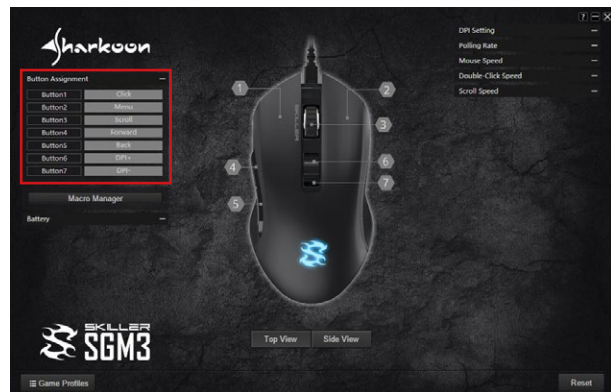 Sharkoon
? — X
Button Assignment —
Button1 Click
Button2 Menu
Button3 Scroll
Button4 Forward
Button5 Back
Button6 DPI+
Button7 DPI-
Macro Manager
Battery —
1
2
3
4
5
6
7
SKILLER
DPI Setting —
Polling Rate —
Mouse Speed —
Double-Click Speed —
Scroll Speed —
SKILLER
SGM3
Top View Side View
Game Profiles
Reset